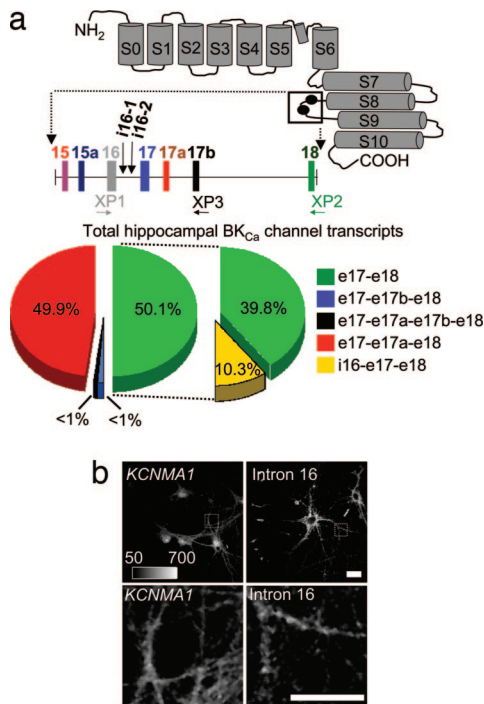 a
NH2
S0 S1 S2 S3 S4 S5 S6
S7
S8
S9
S10
COOH
i16-1
i16-2
15 15a 16 17 17a 17b 18
XP1 XP3 XP2
Total hippocampal BKCa channel transcripts
49.9% 50.1% 39.8%
10.3%
<1% <1%
e17-e18
e17-e17b-e18
e17-e17a-e17b-e18
e17-e17a-e18
i16-e17-e18
b
KCNMA1 Intron 16
50 700
KCNMA1 Intron 16